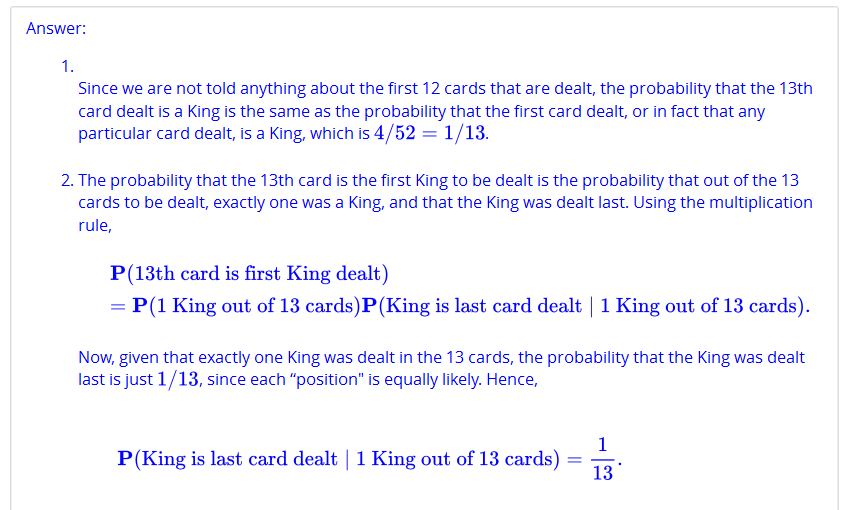 Answer:
1.
Since we are not told anything about the first 12 cards that are dealt, the probability that the 13th
card dealt is a King is the same as the probability that the first card dealt, or in fact that any
particular card dealt, is a King, which is 4/52 = 1/13.
2. The probability that the 13th card is the first King to be dealt is the probability that out of the 13
cards to be dealt, exactly one was a King, and that the King was dealt last. Using the multiplication
rule,
P(13th card is first King dealt)
= P(1 King out of 13 cards)P(King is last card dealt | 1 King out of 13 cards).
Now, given that exactly one King was dealt in the 13 cards, the probability that the King was dealt
last is just 1/13, since each “position" is equally likely. Hence,
P(King is last card dealt | 1 King out of 13 cards) = 1/13.